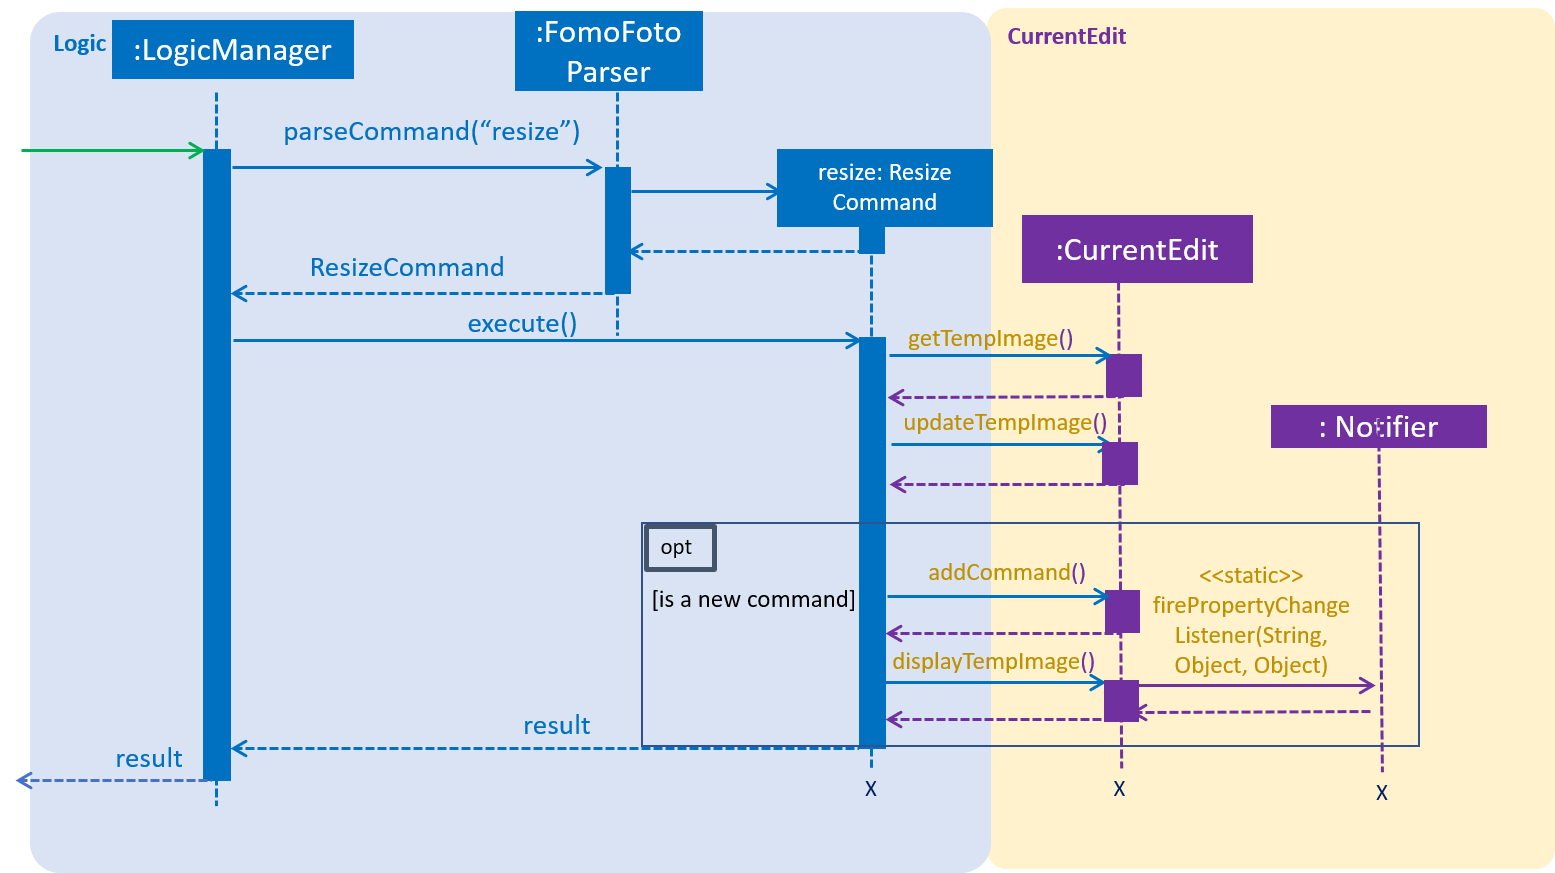 Logic
:LogicManager
:FomoFoto
Parser
CurrentEdit
parseCommand(“resize”)
resize: Resize
Command
:CurrentEdit
ResizeCommand
execute()
getTempImage()
updateTempImage()
: Notifier
opt
[is a new command]
addCommand()
<<static>>
firePropertyChange
Listener(String,
Object, Object)
displayTempImage()
result
result
X
X
X